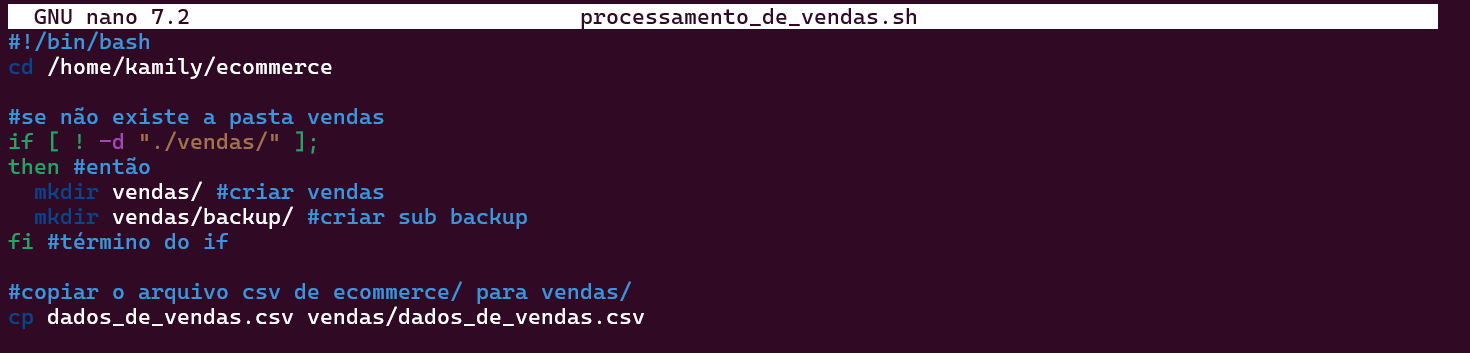 GNU nano 7.2 processamento_de_vendas.sh
#!/bin/bash
cd /home/kamily/ecommerce
#se não existe a pasta vendas
if [ ! -d "./vendas/" ];
then #então
mkdir vendas/ #criar vendas
mkdir vendas/backup/ #criar sub backup
fi #término do if
#copiar o arquivo csv de ecommerce/ para vendas/
cp dados_de_vendas.csv vendas/dados_de_vendas.csv